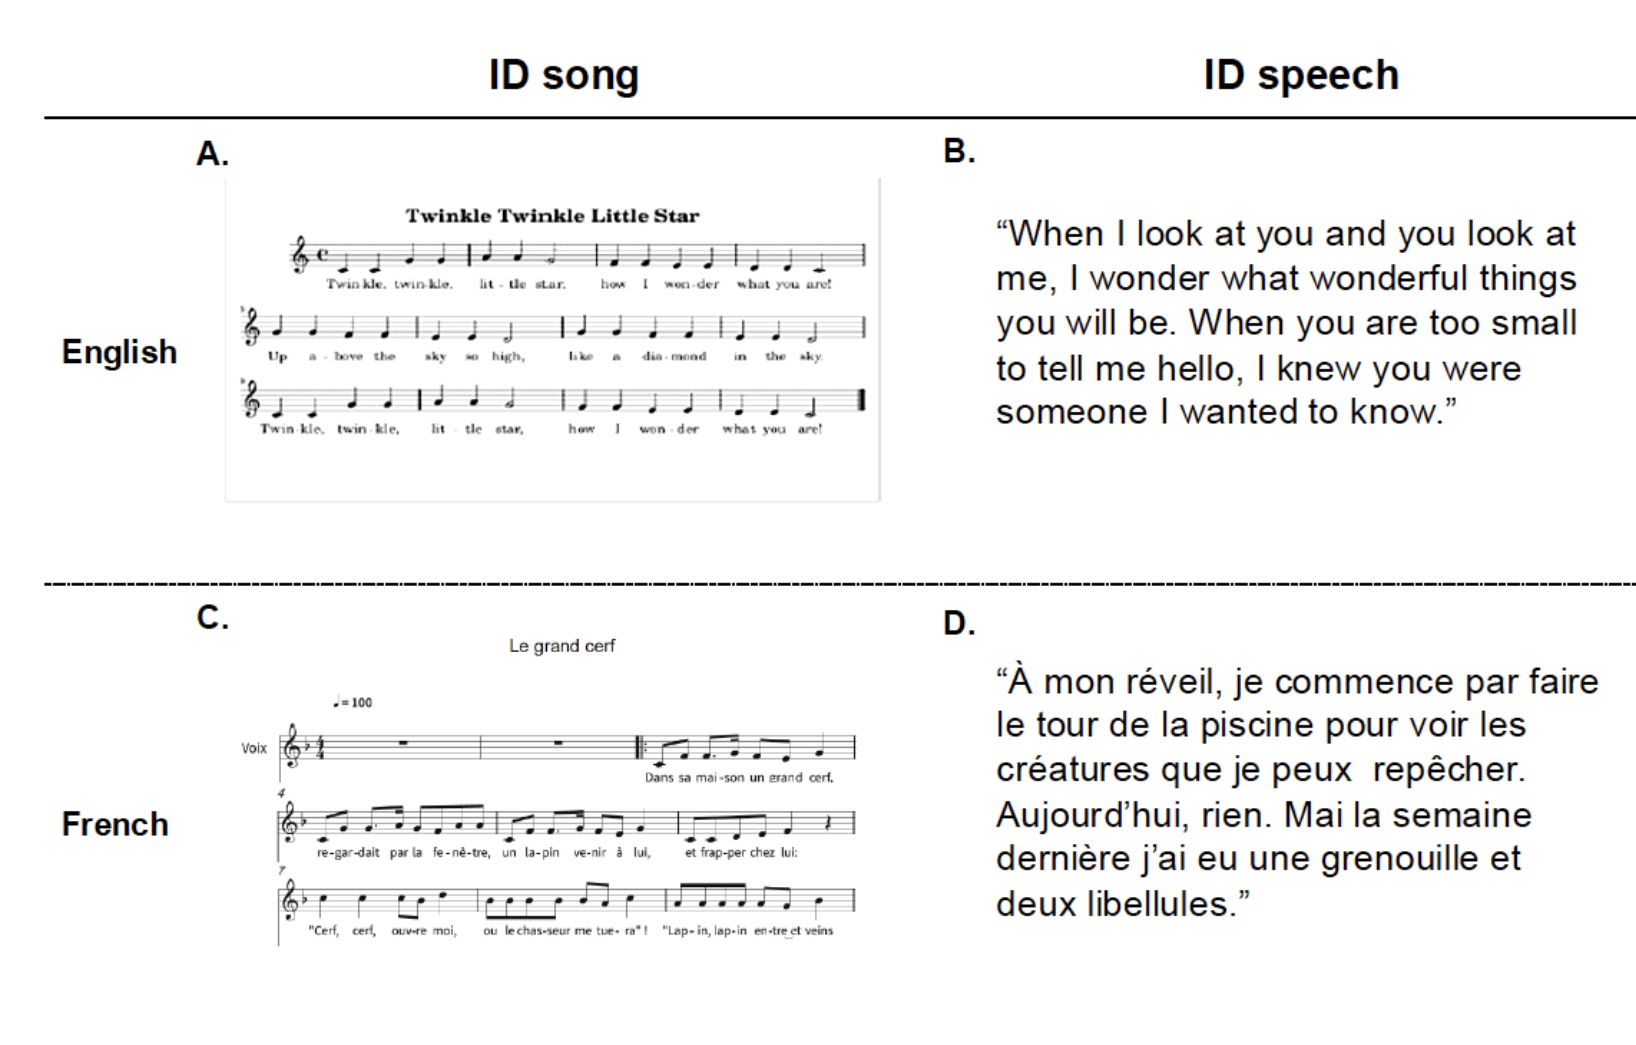 ID song
ID speech
A.
B.
Twinkle Twinkle Little Star
Twin-kle, twin-kle, lit - tle star, how I won-der what you are!
Up a - bove the sky so high, like a dia-mond in the sky.
Twin-kle, twin-kle, lit - tle star, how I won-der what you are!
English
“When I look at you and you look at
me, I wonder what wonderful things
you will be. When you are too small
to tell me hello, I knew you were
someone I wanted to know.”
C.
D.
Le grand cerf
♩= 100
Voix
Dans sa mai-son un grand cerf,
4
re-gar-dait par la fe-nê-tre, un la-pin ve-nir à lui, et frap-per chez lui:
7
"Cerf, cerf, ouv-re moi, ou le chas-seur me tue- ra"! "Lap-in, lap-in en-tre et veins
French
“À mon réveil, je commence par faire
le tour de la piscine pour voir les
créatures que je peux repêcher.
Aujourd’hui, rien. Mai la semaine
dernière j’ai eu une grenouille et
deux libellules.”